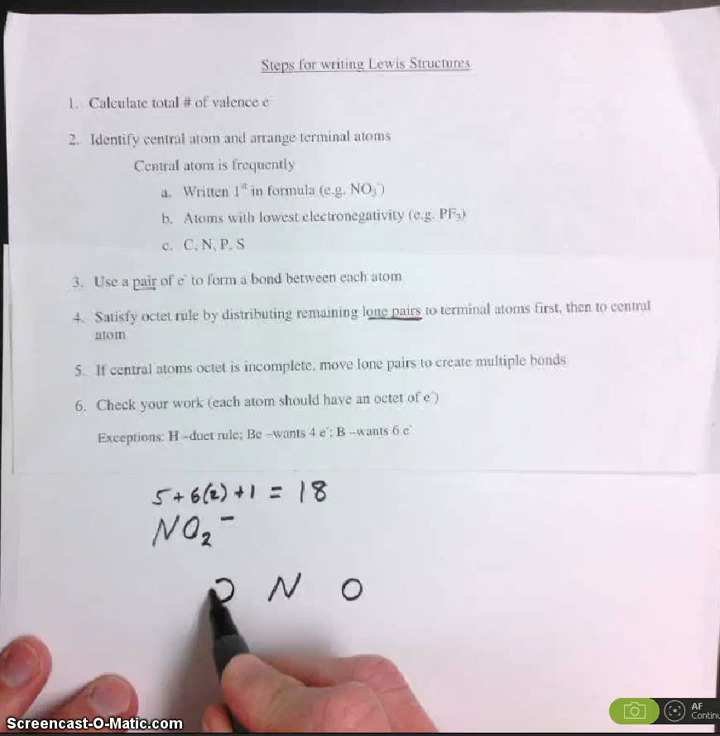 Steps for writing Lewis Structures
1. Calculate total # of valence e⁻
2. Identify central atom and arrange terminal atoms
Central atom is frequently
a. Written 1st in formula (e.g. NO₃⁻)
b. Atoms with lowest electronegativity (e.g. PF₃)
c. C, N, P, S
3. Use a pair of e⁻ to form a bond between each atom
4. Satisfy octet rule by distributing remaining lone pairs to terminal atoms first, then to central
atom
5. If central atoms octet is incomplete, move lone pairs to create multiple bonds
6. Check your work (each atom should have an octet of e⁻)
Exceptions: H –duet rule; Be –wants 4 e⁻; B –wants 6 e⁻
5+6(2)+1 = 18
NO₂⁻
O N O
Screencast-O-Matic.com
AF
Continu